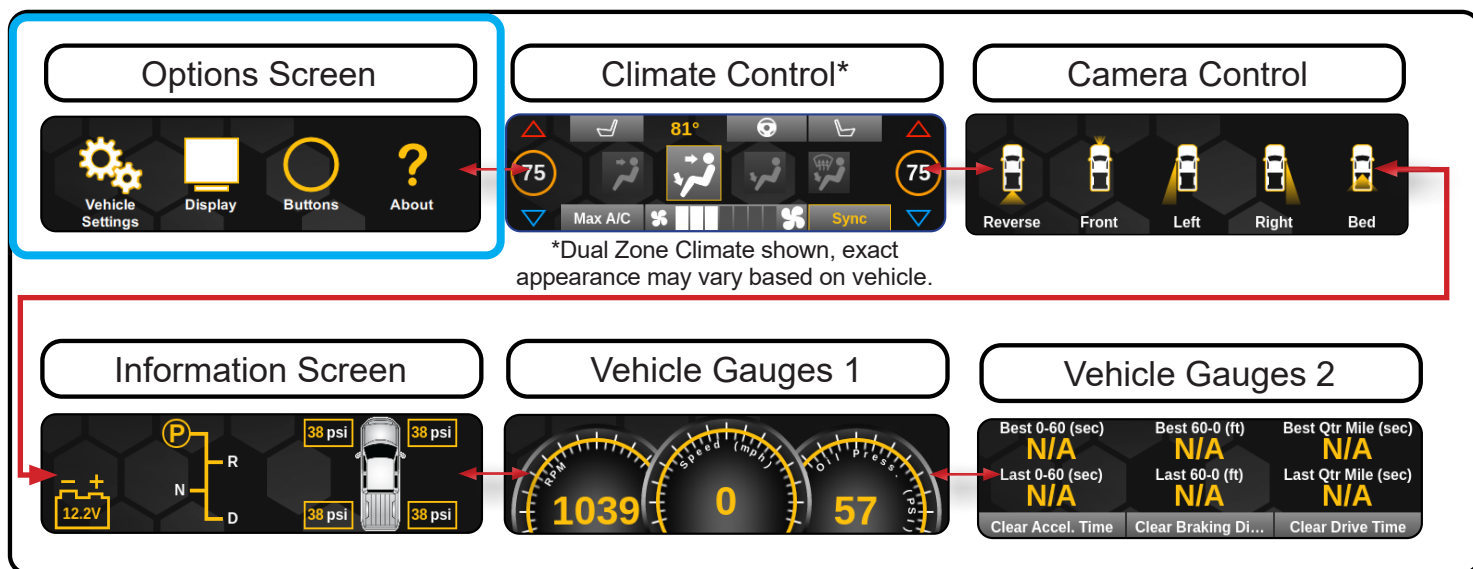 Options Screen
Climate Control*
Camera Control
Vehicle
Settings
Display
Buttons
?
About
81°
75
75
Max A/C
Sync
Reverse
Front
Left
Right
Bed
*Dual Zone Climate shown, exact
appearance may vary based on vehicle.
Information Screen
Vehicle Gauges 1
Vehicle Gauges 2
P
R
N
D
- +
12.2V
38 psi
38 psi
38 psi
38 psi
RPM
1039
Speed (mph)
0
Oil Press. (PSI)
57
Best 0-60 (sec)
N/A
Best 60-0 (ft)
N/A
Best Qtr Mile (sec)
N/A
Last 0-60 (sec)
N/A
Last 60-0 (ft)
N/A
Last Qtr Mile (sec)
N/A
Clear Accel. Time
Clear Braking Di...
Clear Drive Time